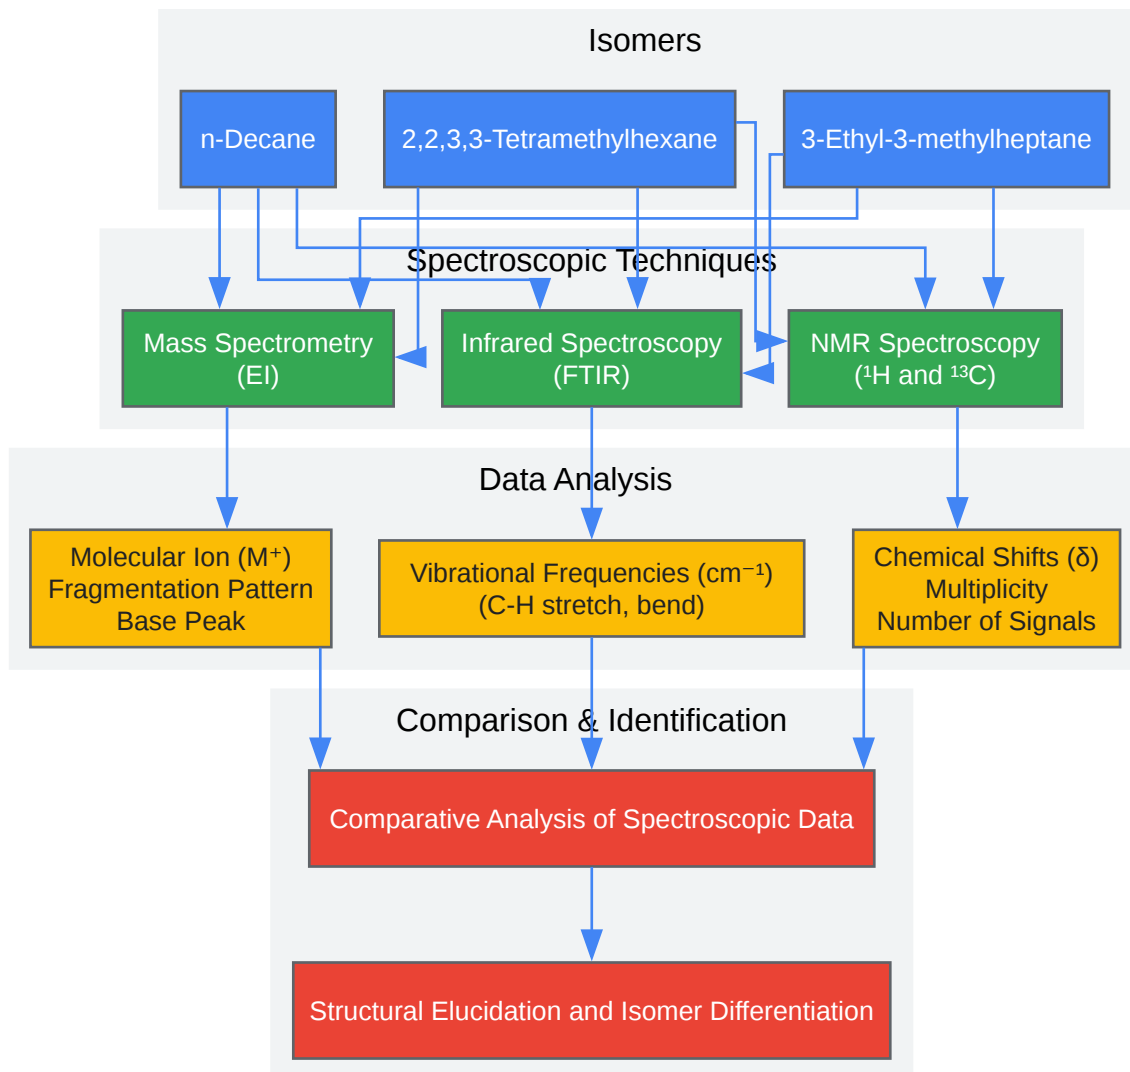 Isomers
n-Decane
2,2,3,3-Tetramethylhexane
3-Ethyl-3-methylheptane
Spectroscopic Techniques
Mass Spectrometry
(EI)
Infrared Spectroscopy
(FTIR)
NMR Spectroscopy
(¹H and ¹³C)
Data Analysis
Molecular Ion (M⁺)
Fragmentation Pattern
Base Peak
Vibrational Frequencies (cm⁻¹)
(C-H stretch, bend)
Chemical Shifts (δ)
Multiplicity
Number of Signals
Comparison & Identification
Comparative Analysis of Spectroscopic Data
Structural Elucidation and Isomer Differentiation